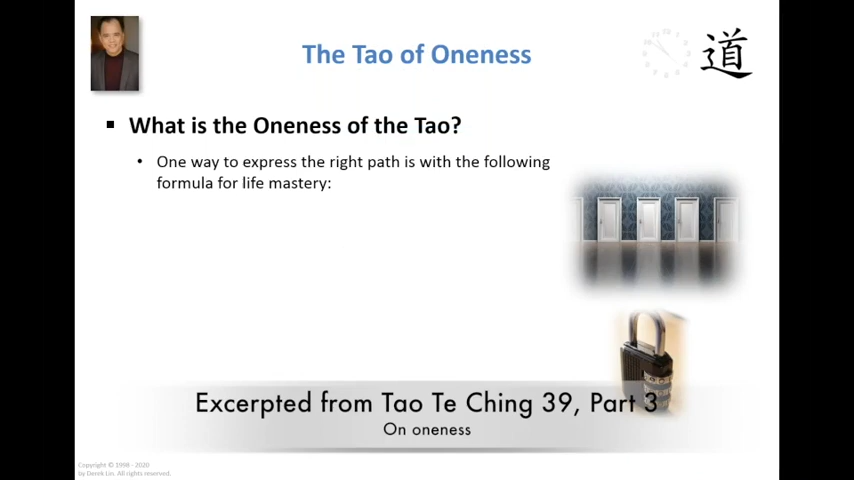 The Tao of Oneness
道
What is the Oneness of the Tao?
One way to express the right path is with the following
formula for life mastery:
Excerpted from Tao Te Ching 39, Part 3
On oneness
Copyright © 1998 - 2020
by Derek Lin. All rights reserved.